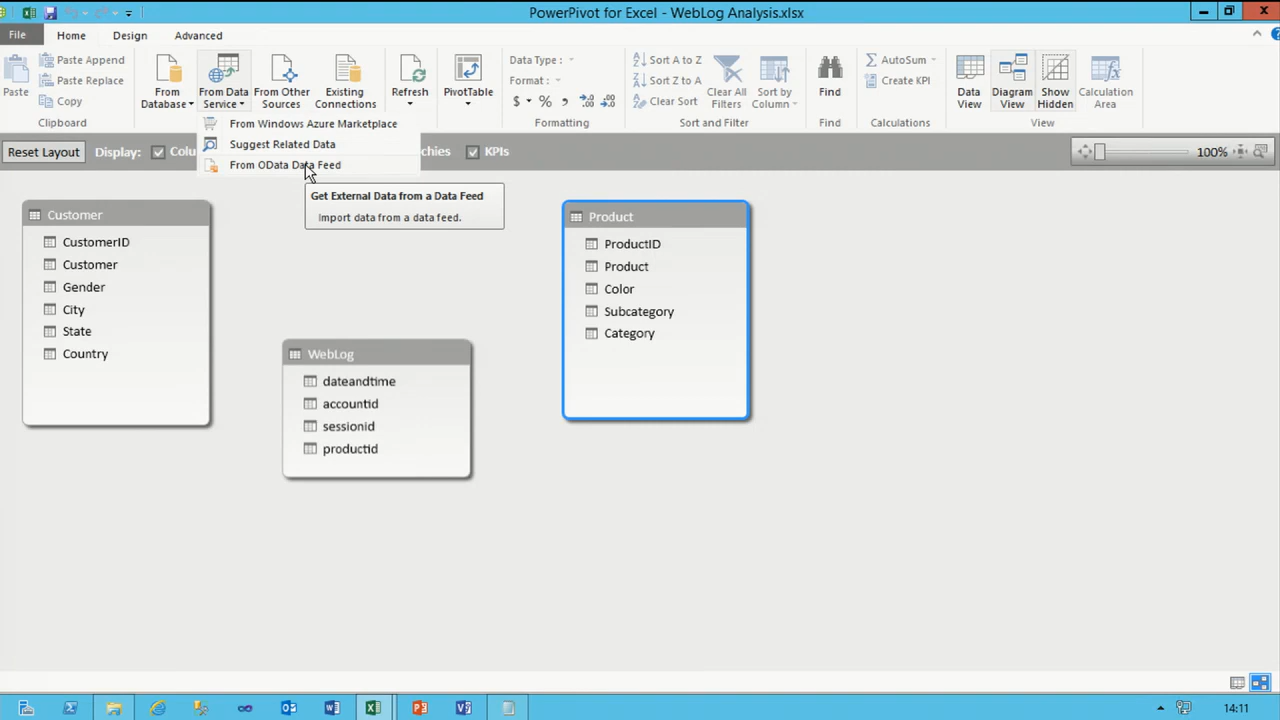 PowerPivot for Excel - WebLog Analysis.xlsx
File Home Design Advanced
Paste
Paste Append
Paste Replace
Copy
Clipboard
From Database
From Data Service
From Other Sources
Existing Connections
Refresh
PivotTable
Data Type :
Format :
$ % ,
Formatting
Sort A to Z
Sort Z to A
Clear Sort
Clear All Filters
Sort by Column
Sort and Filter
Find
Find
AutoSum
Create KPI
Calculations
Data View
Diagram View
Show Hidden
Calculation Area
View
From Windows Azure Marketplace
Suggest Related Data
From OData Data Feed
Get External Data from a Data Feed
Import data from a data feed.
Reset Layout Display: KPIs 100%
Customer
CustomerID
Customer
Gender
City
State
Country
WebLog
dateandtime
accountid
sessionid
productid
Product
ProductID
Product
Color
Subcategory
Category
14:11